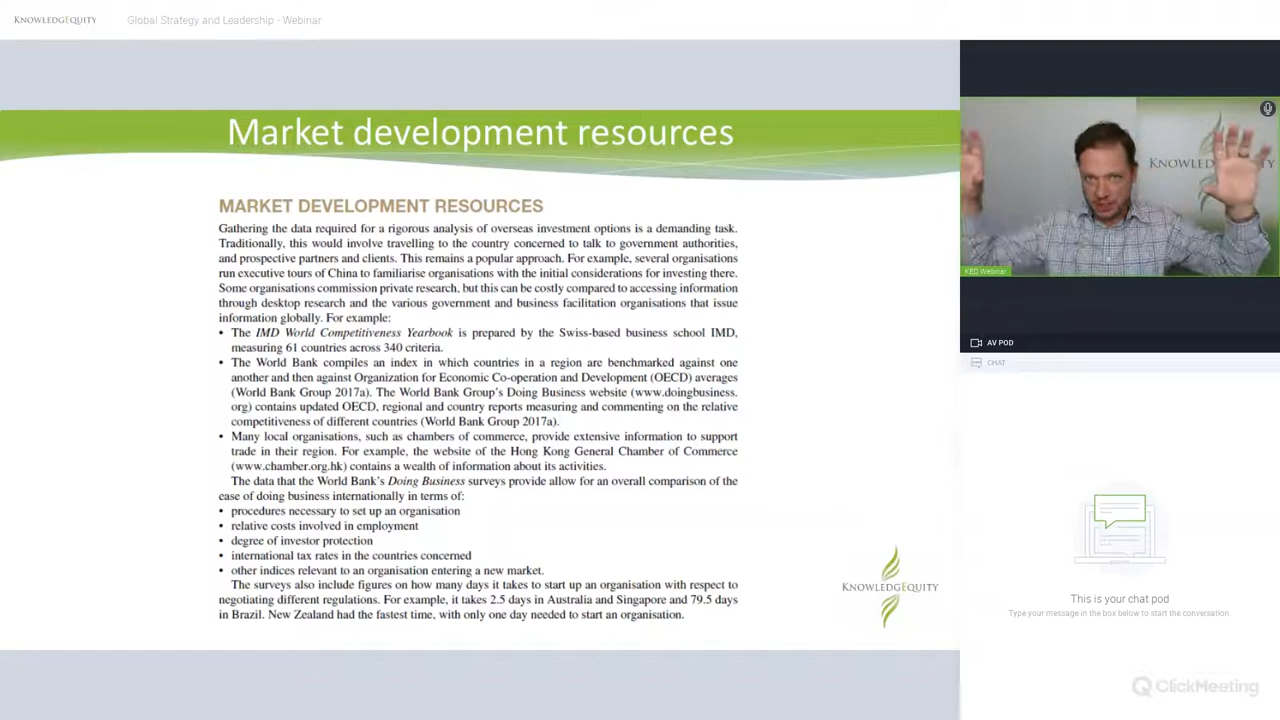 KNOWLEDGEQUITY
Global Strategy and Leadership - Webinar
Market development resources
MARKET DEVELOPMENT RESOURCES
Gathering the data required for a rigorous analysis of overseas investment options is a demanding task.
Traditionally, this would involve travelling to the country concerned to talk to government authorities,
and prospective partners and clients. This remains a popular approach. For example, several organisations
run executive tours of China to familiarise organisations with the initial considerations for investing there.
Some organisations commission private research, but this can be costly compared to accessing information
through desktop research and the various government and business facilitation organisations that issue
information globally. For example:
• The IMD World Competitiveness Yearbook is prepared by the Swiss-based business school IMD,
measuring 61 countries across 340 criteria.
• The World Bank compiles an index in which countries in a region are benchmarked against one
another and then against Organization for Economic Co-operation and Development (OECD) averages
(World Bank Group 2017a). The World Bank Group's Doing Business website (www.doingbusiness.
org) contains updated OECD, regional and country reports measuring and commenting on the relative
competitiveness of different countries (World Bank Group 2017a).
• Many local organisations, such as chambers of commerce, provide extensive information to support
trade in their region. For example, the website of the Hong Kong General Chamber of Commerce
(www.chamber.org.hk) contains a wealth of information about its activities.
The data that the World Bank's Doing Business surveys provide allow for an overall comparison of the
ease of doing business internationally in terms of:
• procedures necessary to set up an organisation
• relative costs involved in employment
• degree of investor protection
• international tax rates in the countries concerned
• other indices relevant to an organisation entering a new market.
The surveys also include figures on how many days it takes to start up an organisation with respect to
negotiating different regulations. For example, it takes 2.5 days in Australia and Singapore and 79.5 days
in Brazil. New Zealand had the fastest time, with only one day needed to start an organisation.
KNOWLEDGEQUITY
KNOWLED TY
KEQ Webinar
AV POD
CHAT
This is your chat pod
Type your message in the box below to start the conversation
ClickMeeting